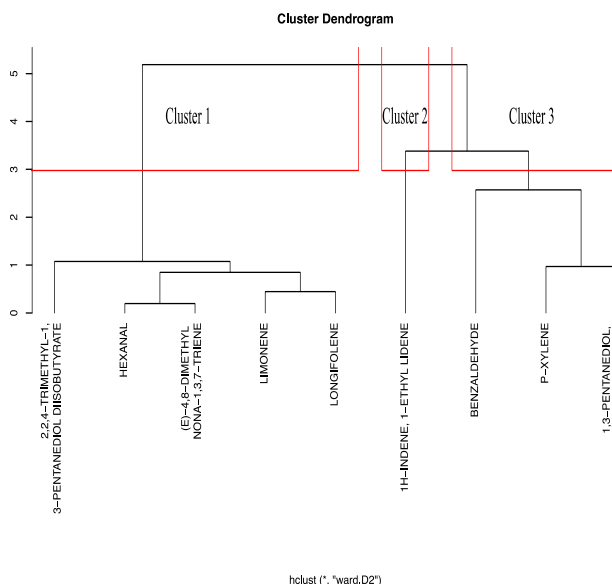 Cluster Dendrogram
5
4
3
2
1
0
Cluster 1
Cluster 2
Cluster 3
2,2,4-TRIMETHYL-1,
3-PENTANEDIOL DIISOBUTYRATE
HEXANAL
(E)-4,8-DIMETHYL
NONA-1,3,7-TRIENE
LIMONENE
LONGIFOLENE
1H-INDENE, 1-ETHYL LIDENE
BENZALDEHYDE
P-XYLENE
1,3-PENTANEDIOL,
hclust (*, "ward.D2")